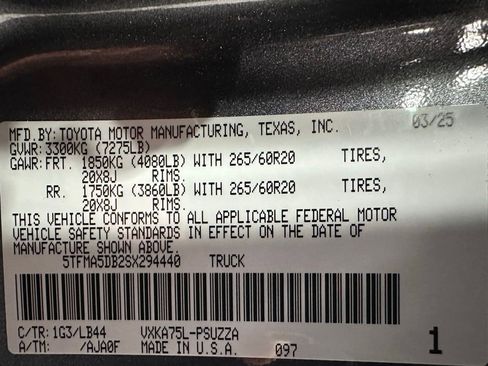 MFD.BY:TOYOTA MOTOR MANUFACTURING, TEXAS, INC. 03/25
GVWR:3300KG (7275LB)
GAWR:FRT. 1850KG (4080LB) WITH 265/60R20 TIRES,
20X8J RIMS.
RR. 1750KG (3860LB) WITH 265/60R20 TIRES,
20X8J RIMS.
THIS VEHICLE CONFORMS TO ALL APPLICABLE FEDERAL MOTOR
VEHICLE SAFETY STANDARDS IN EFFECT ON THE DATE OF
MANUFACTURE SHOWN ABOVE.
5TFMA5DB2SX294440 TRUCK
C/TR: 1G3/LB44 VXKA75L-PSUZZA
A/TM: /AJA0F MADE IN U.S.A. 097 1